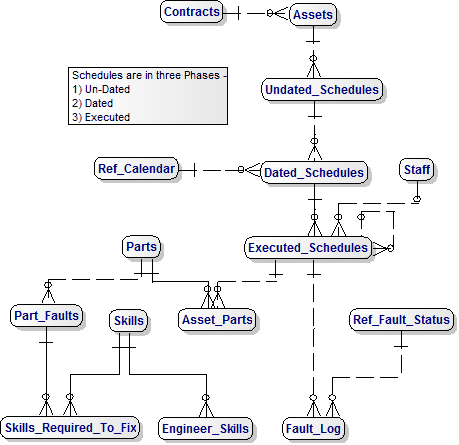 Contracts
Assets
Schedules are in three Phases -
1) Un-Dated
2) Dated
3) Executed
Undated_Schedules
Ref_Calendar
Dated_Schedules
Staff
Parts
Executed_Schedules
Part_Faults
Skills
Asset_Parts
Ref_Fault_Status
Skills_Required_To_Fix
Engineer_Skills
Fault_Log